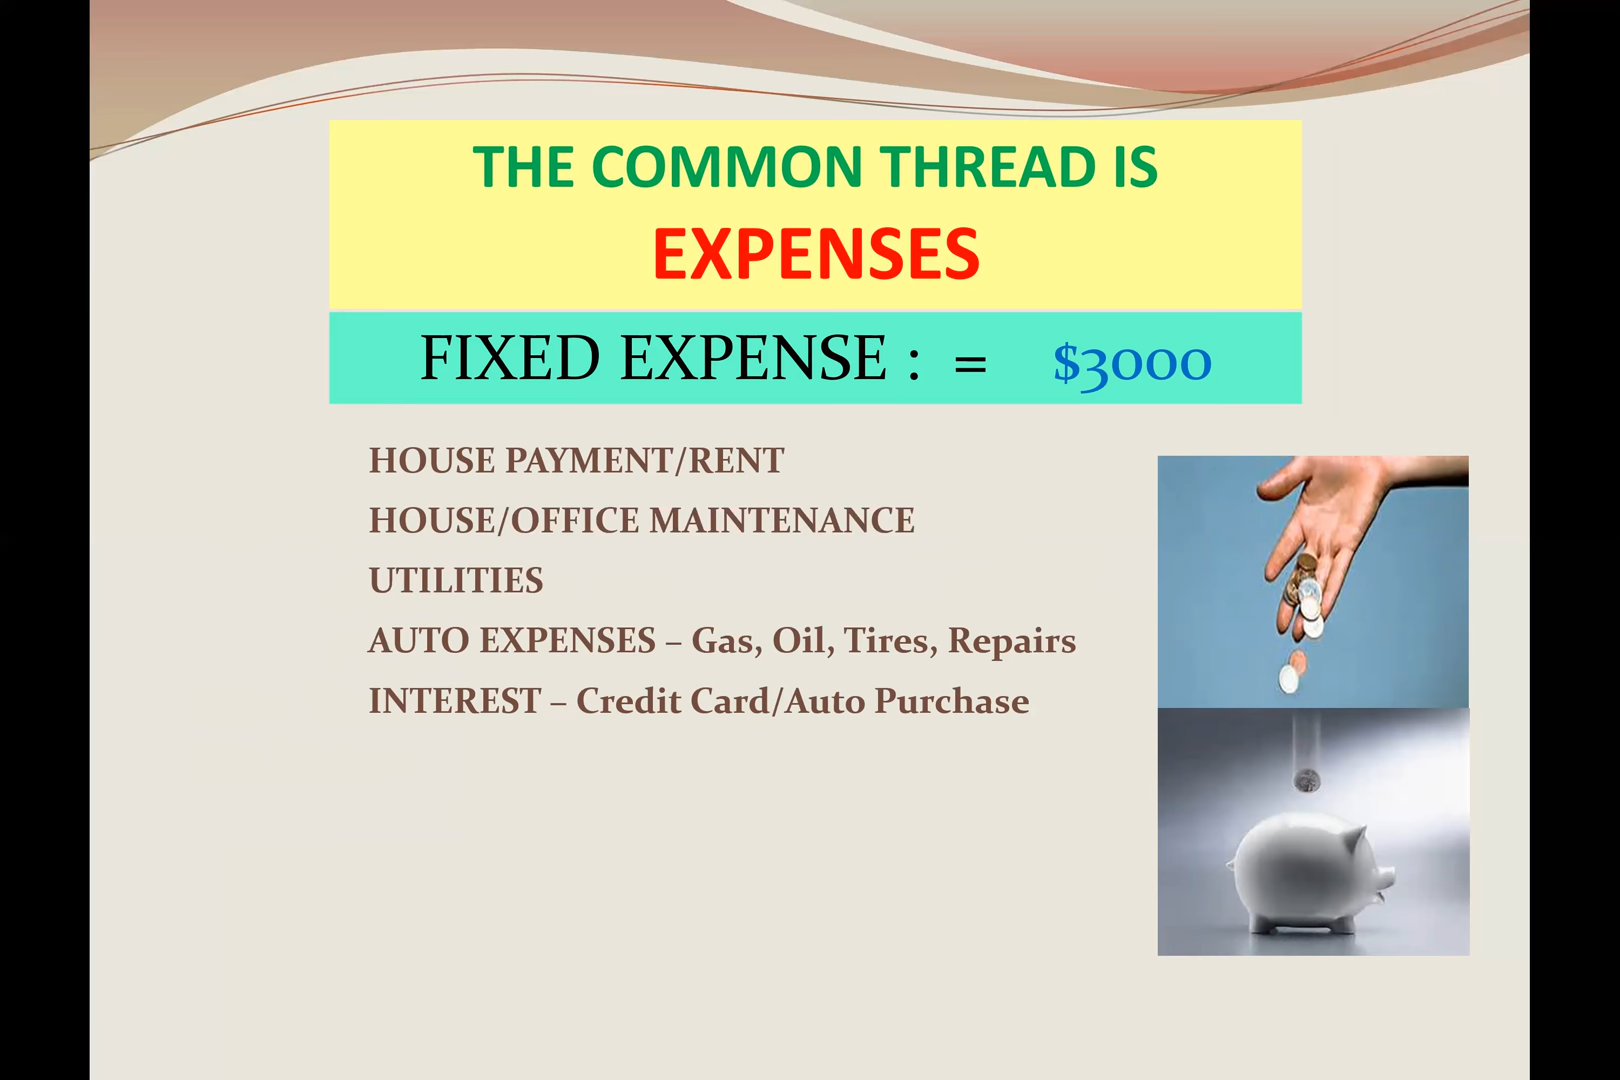 THE COMMON THREAD IS
EXPENSES
FIXED EXPENSE : = $3000
HOUSE PAYMENT/RENT
HOUSE/OFFICE MAINTENANCE
UTILITIES
AUTO EXPENSES – Gas, Oil, Tires, Repairs
INTEREST – Credit Card/Auto Purchase